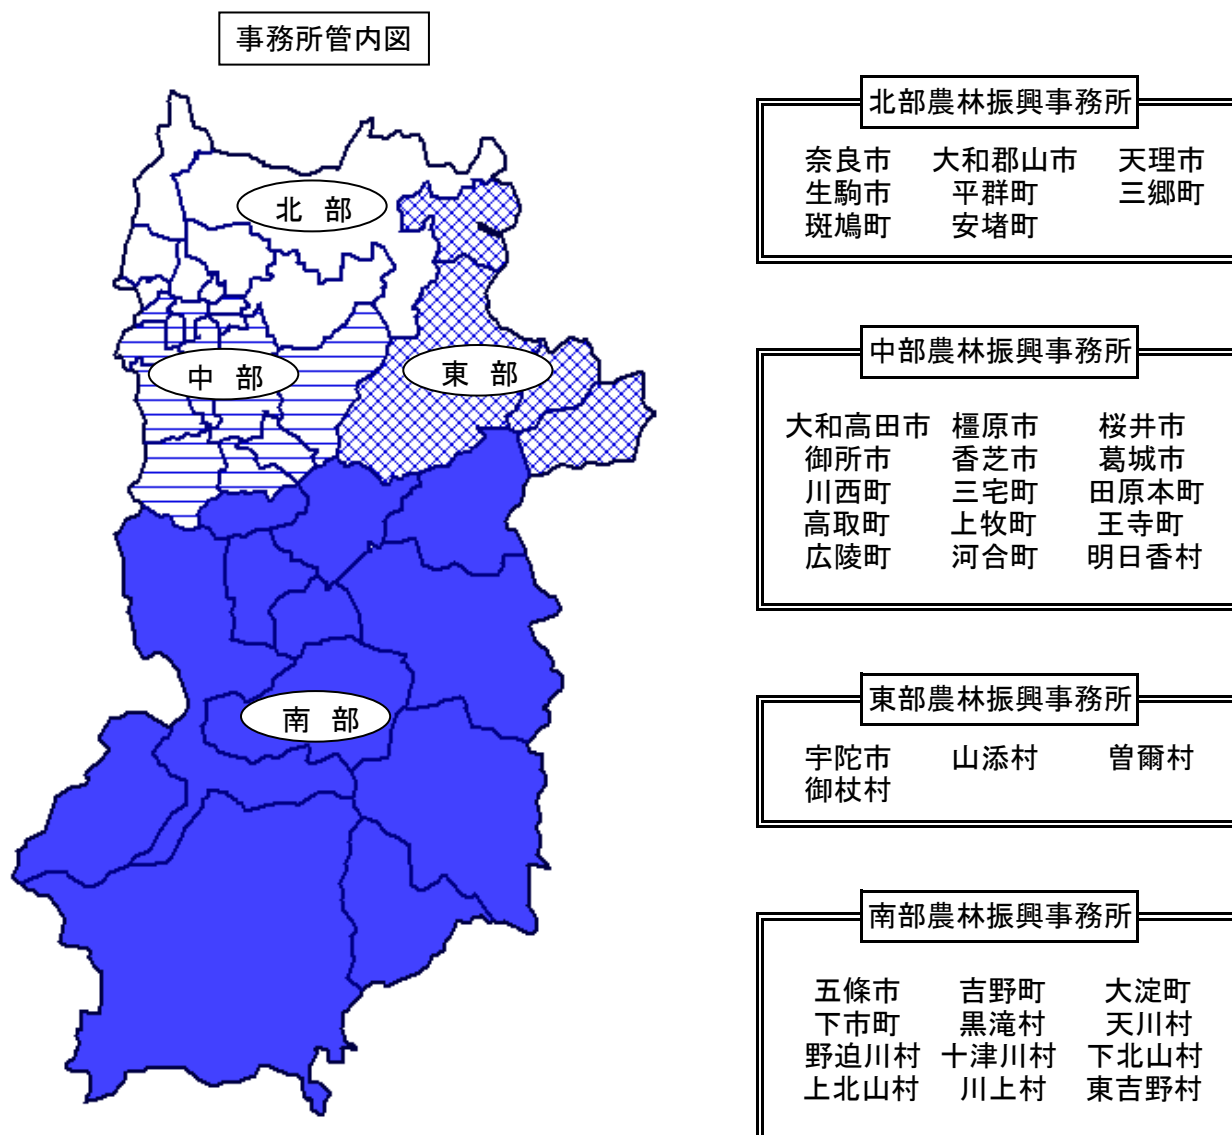 事務所管内図
北 部
中 部
東 部
南 部
北部農林振興事務所
奈良市 大和郡山市 天理市
生駒市 平群町 三郷町
斑鳩町 安堵町
中部農林振興事務所
大和高田市 橿原市 桜井市
御所市 香芝市 葛城市
川西町 三宅町 田原本町
高取町 上牧町 王寺町
広陵町 河合町 明日香村
東部農林振興事務所
宇陀市 山添村 曽爾村
御杖村
南部農林振興事務所
五條市 吉野町 大淀町
下市町 黒滝村 天川村
野迫川村 十津川村 下北山村
上北山村 川上村 東吉野村